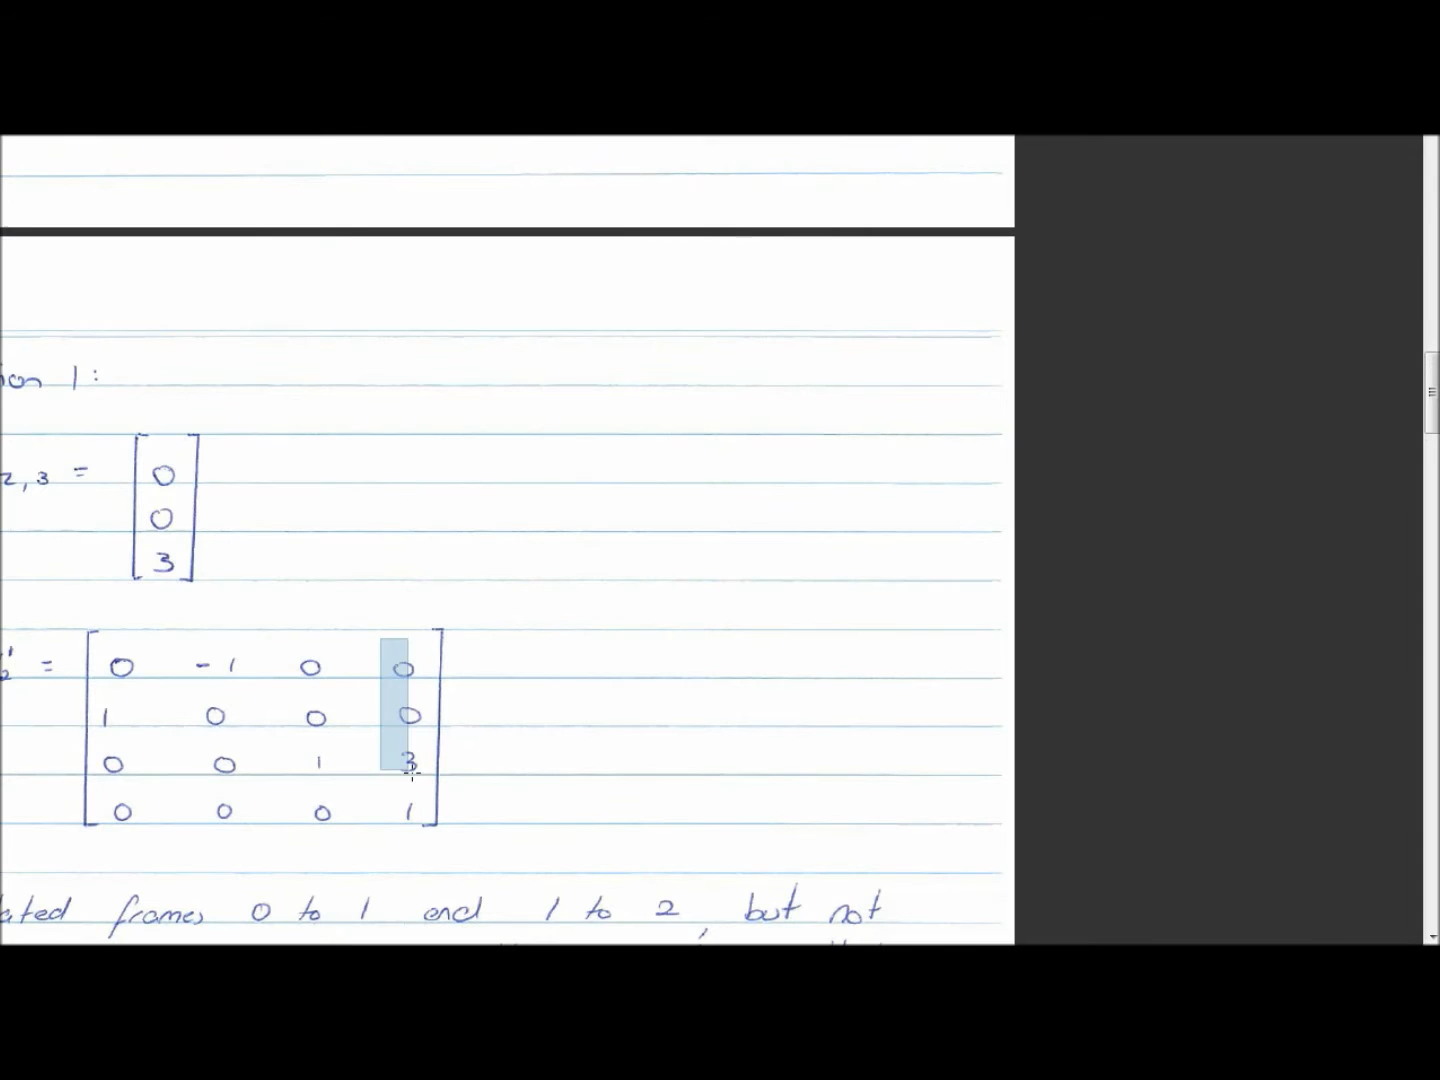 ion 1:
2,3 = [0
0
3]
2' = [0 -1 0 0
1 0 0 0
0 0 1 3
0 0 0 1]
ated frames 0 to 1 and 1 to 2, but not